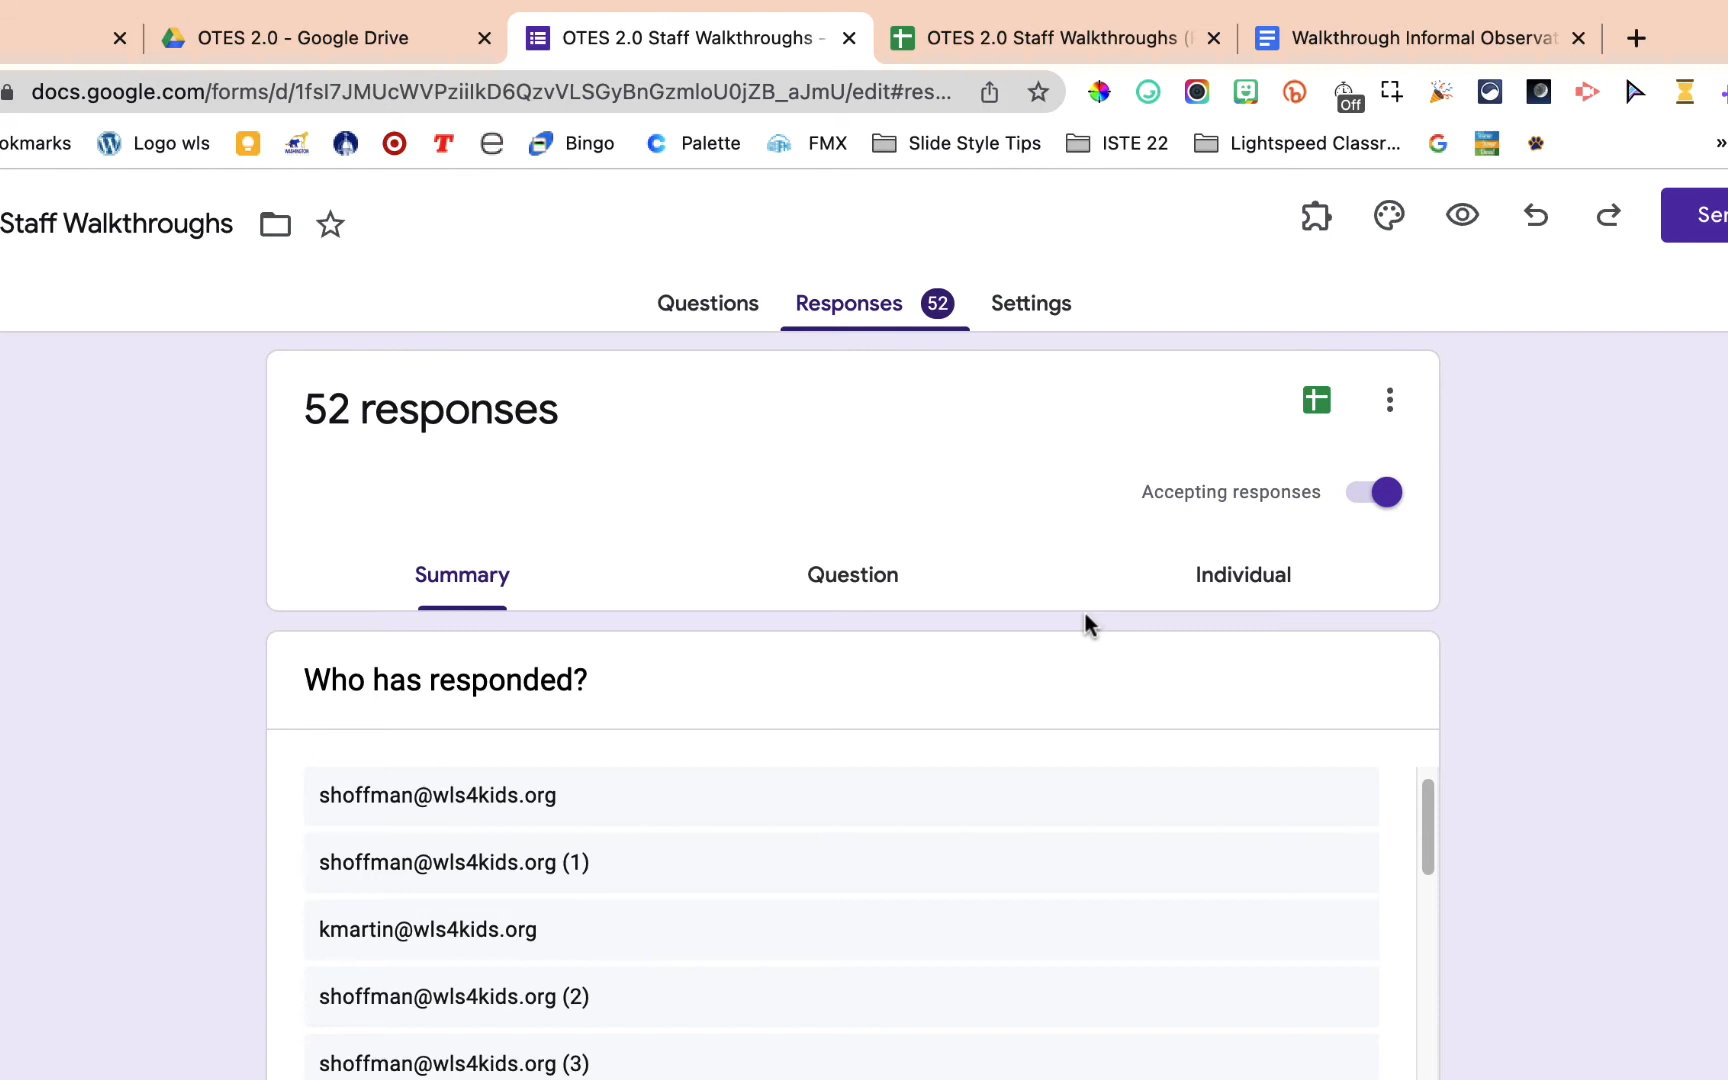 OTES 2.0 - Google Drive
OTES 2.0 Staff Walkthroughs -
OTES 2.0 Staff Walkthroughs (
Walkthrough Informal Observat
docs.google.com/forms/d/1fsI7JMUcWVPziiIkD6QzvVLSGyBnGzmloU0jZB_aJmU/edit#res...
Off
okmarks
Logo wls
Bingo
Palette
FMX
Slide Style Tips
ISTE 22
Lightspeed Classr...
»
Staff Walkthroughs
Ser
Questions
Responses 52
Settings
52 responses
Accepting responses
Summary
Question
Individual
Who has responded?
shoffman@wls4kids.org
shoffman@wls4kids.org (1)
kmartin@wls4kids.org
shoffman@wls4kids.org (2)
shoffman@wls4kids.org (3)